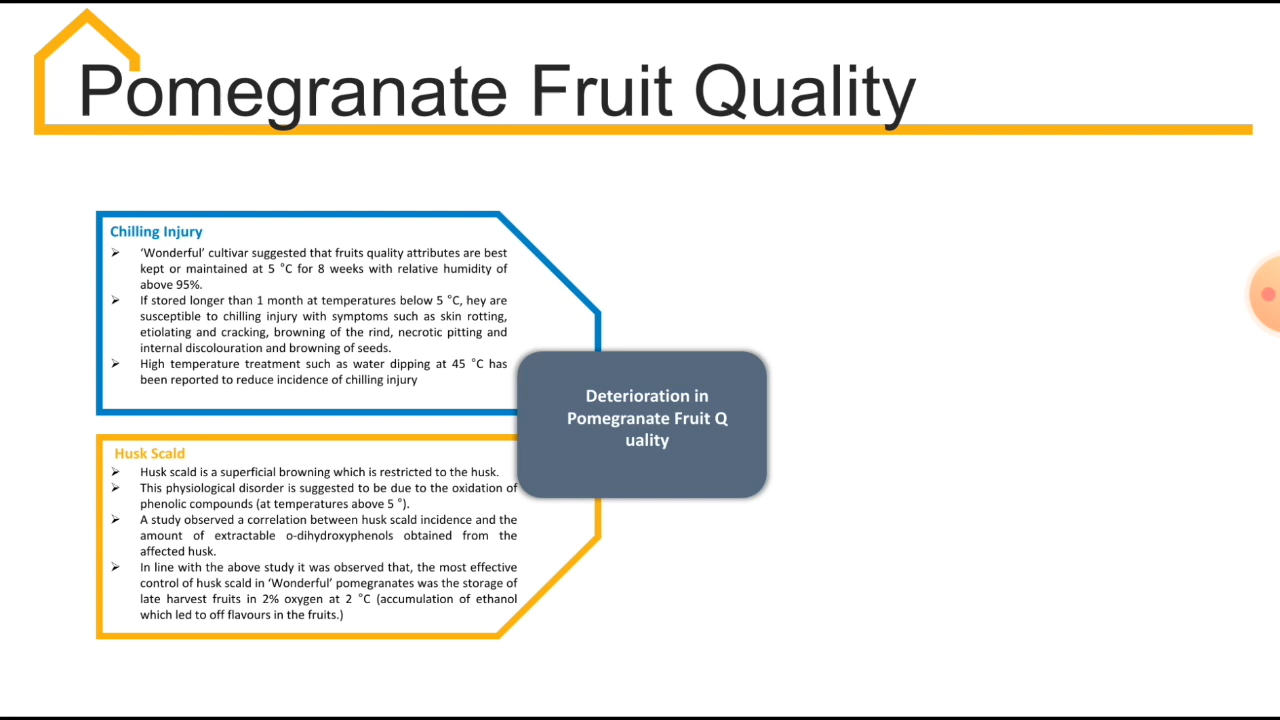 Pomegranate Fruit Quality
Chilling Injury
➢ ‘Wonderful’ cultivar suggested that fruits quality attributes are best
kept or maintained at 5 °C for 8 weeks with relative humidity of
above 95%.
➢ If stored longer than 1 month at temperatures below 5 °C, hey are
susceptible to chilling injury with symptoms such as skin rotting,
etiolating and cracking, browning of the rind, necrotic pitting and
internal discolouration and browning of seeds.
➢ High temperature treatment such as water dipping at 45 °C has
been reported to reduce incidence of chilling injury
Deterioration in
Pomegranate Fruit Q
uality
Husk Scald
➢ Husk scald is a superficial browning which is restricted to the husk.
➢ This physiological disorder is suggested to be due to the oxidation of
phenolic compounds (at temperatures above 5 °).
➢ A study observed a correlation between husk scald incidence and the
amount of extractable o-dihydroxyphenols obtained from the
affected husk.
➢ In line with the above study it was observed that, the most effective
control of husk scald in ‘Wonderful’ pomegranates was the storage of
late harvest fruits in 2% oxygen at 2 °C (accumulation of ethanol
which led to off flavours in the fruits.)